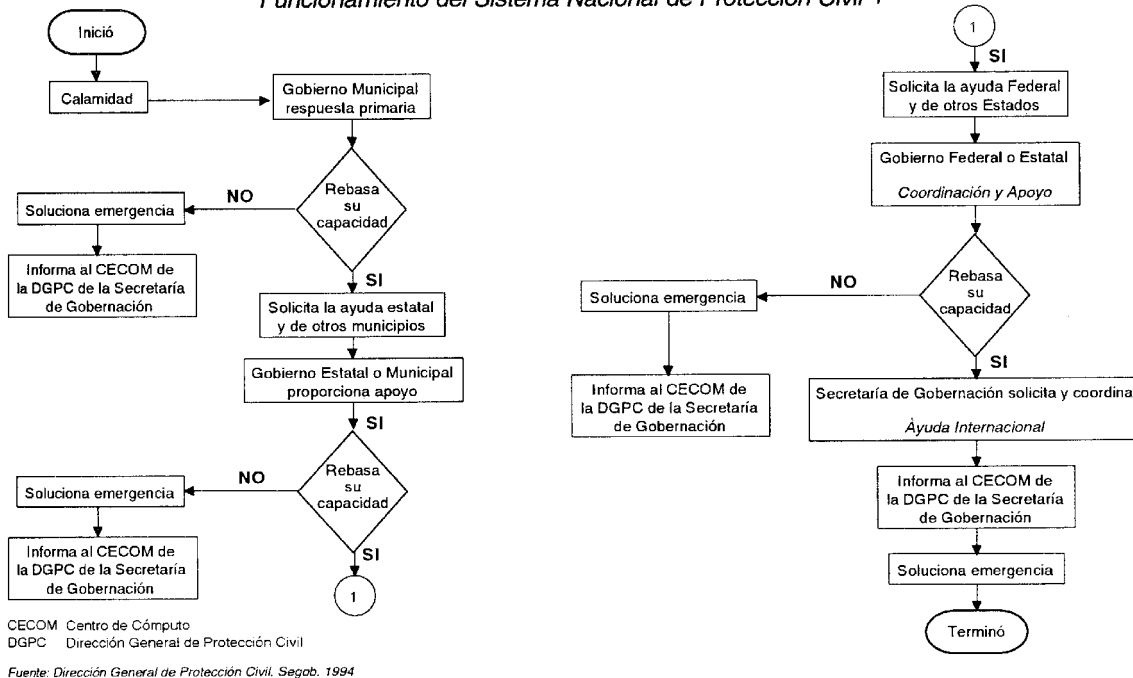 Funcionamiento del Sistema Nacional de Protección Civil
Inició
Calamidad
Gobierno Municipal
respuesta primaria
Rebasa
su
capacidad
NO
Soluciona emergencia
Informa al CECOM de
la DGPC de la Secretaría
de Gobernación
SI
Solicita la ayuda estatal
y de otros municipios
Gobierno Estatal o Municipal
proporciona apoyo
SI
Rebasa
su
capacidad
NO
Soluciona emergencia
Informa al CECOM de
la DGPC de la Secretaría
de Gobernación
SI
1
CECOM Centro de Cómputo
DGPC Dirección General de Protección Civil
Fuente: Dirección General de Protección Civil. Segob. 1994
1
SI
Solicita la ayuda Federal
y de otros Estados
Gobierno Federal o Estatal
Coordinación y Apoyo
Rebasa
su
capacidad
NO
Soluciona emergencia
Informa al CECOM de
la DGPC de la Secretaría
de Gobernación
SI
Secretaría de Gobernación solicita y coordina
Ayuda Internacional
Informa al CECOM de
la DGPC de la Secretaría
de Gobernación
Soluciona emergencia
Terminó